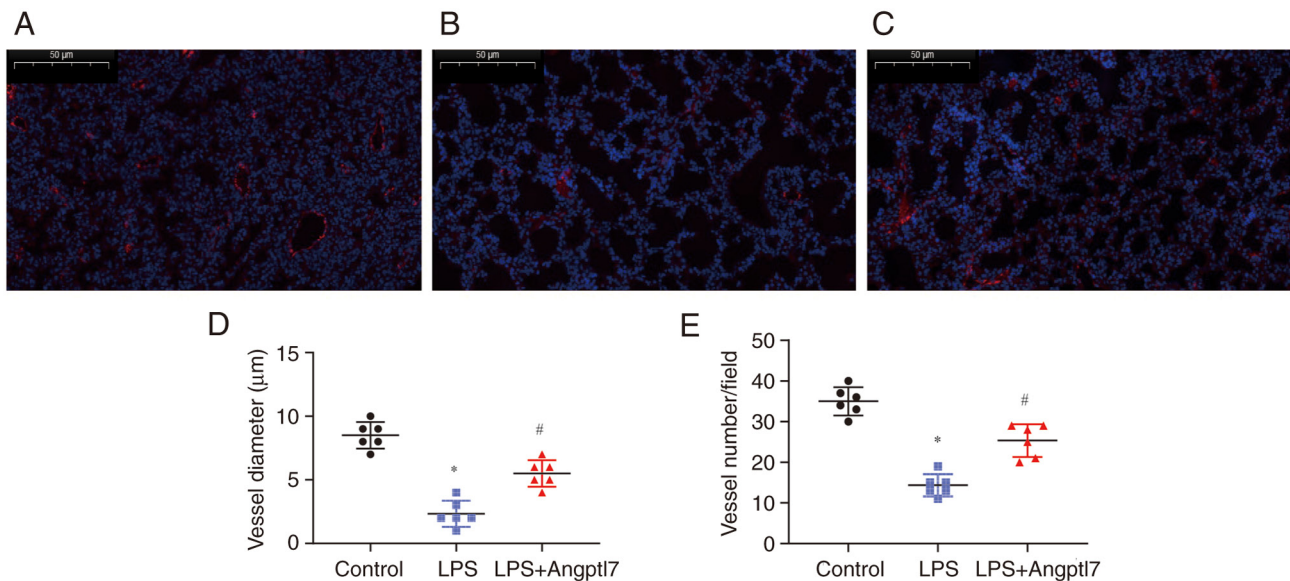 A
B
C
50 µm
50 µm
50 µm
D
E
Vessel diameter (µm)
15
10
5
0
*
#
Control
LPS
LPS+Angptl7
Vessel number/field
50
40
30
20
10
0
*
#
Control
LPS
LPS+Angptl7